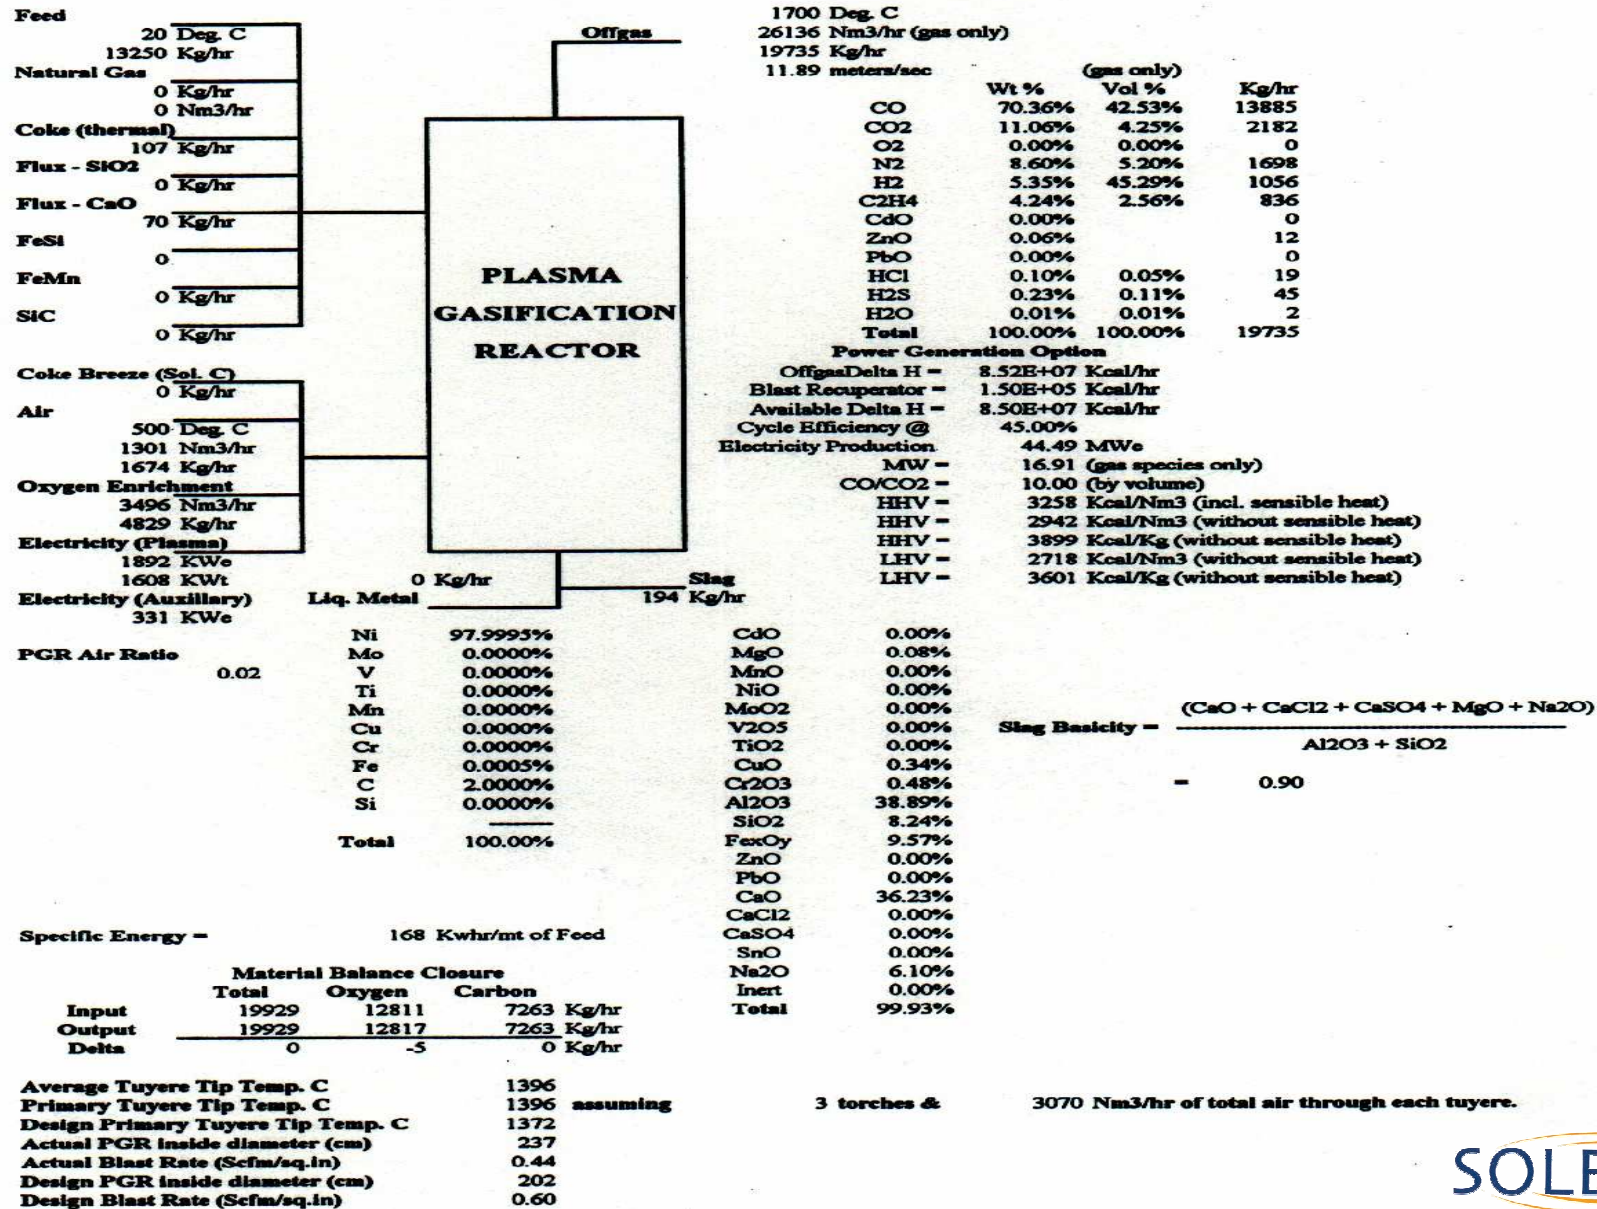 Feed
20 Deg. C
13250 Kg/hr
Natural Gas
0 Kg/hr
0 Nm3/hr
Coke (thermal)
107 Kg/hr
Flux - SiO2
0 Kg/hr
Flux - CaO
70 Kg/hr
FeSi
0
FeMn
0 Kg/hr
SiC
0 Kg/hr
Coke Breeze (Sol. C)
0 Kg/hr
Air
500 Deg. C
1301 Nm3/hr
1674 Kg/hr
Oxygen Enrichment
3496 Nm3/hr
4829 Kg/hr
Electricity (Plasma)
1892 KWe
1608 KWt
Electricity (Auxillary)
331 KWe
PGR Air Ratio
0.02
PLASMA
GASIFICATION
REACTOR
Offgas
1700 Deg. C
26136 Nm3/hr (gas only)
19735 Kg/hr
11.89 meters/sec (gas only)
Wt % Vol % Kg/hr
CO 70.36% 42.53% 13885
CO2 11.06% 4.25% 2182
O2 0.00% 0.00% 0
N2 8.60% 5.20% 1698
H2 5.35% 45.29% 1056
C2H4 4.24% 2.56% 836
CdO 0.00% 0
ZnO 0.06% 12
PbO 0.00% 0
HCl 0.10% 0.05% 19
H2S 0.23% 0.11% 45
H2O 0.01% 0.01% 2
Total 100.00% 100.00% 19735
Power Generation Option
OffgasDelta H = 8.52E+07 Kcal/hr
Blast Recuperator = 1.50E+05 Kcal/hr
Available Delta H = 8.50E+07 Kcal/hr
Cycle Efficiency @ 45.00%
Electricity Production 44.49 MWe
MW = 16.91 (gas species only)
CO/CO2 = 10.00 (by volume)
HHV = 3258 Kcal/Nm3 (incl. sensible heat)
HHV = 2942 Kcal/Nm3 (without sensible heat)
HHV = 3899 Kcal/Kg (without sensible heat)
LHV = 2718 Kcal/Nm3 (without sensible heat)
LHV = 3601 Kcal/Kg (without sensible heat)
0 Kg/hr
Liq. Metal
Slag
194 Kg/hr
Ni 97.9995%
Mo 0.0000%
V 0.0000%
Ti 0.0000%
Mn 0.0000%
Cu 0.0000%
Cr 0.0000%
Fe 0.0005%
C 2.0000%
Si 0.0000%
Total 100.00%
CdO 0.00%
MgO 0.08%
MnO 0.00%
NiO 0.00%
MoO2 0.00%
V2O5 0.00%
TiO2 0.00%
CuO 0.34%
Cr2O3 0.48%
Al2O3 38.89%
SiO2 8.24%
FexOy 9.57%
ZnO 0.00%
PbO 0.00%
CaO 36.23%
CaCl2 0.00%
CaSO4 0.00%
SnO 0.00%
Na2O 6.10%
Inert 0.00%
Total 99.93%
(CaO + CaCl2 + CaSO4 + MgO + Na2O)
Slag Basicity =
Al2O3 + SiO2
= 0.90
Specific Energy = 168 Kwhr/mt of Feed
Material Balance Closure
Total Oxygen Carbon
Input 19929 12811 7263 Kg/hr
Output 19929 12817 7263 Kg/hr
Delta 0 -5 0 Kg/hr
Average Tuyere Tip Temp. C 1396
Primary Tuyere Tip Temp. C 1396 assuming 3 torches & 3070 Nm3/hr of total air through each tuyere.
Design Primary Tuyere Tip Temp. C 1372
Actual PGR inside diameter (cm) 237
Actual Blast Rate (Scfm/sq.in) 0.44
Design PGR inside diameter (cm) 202
Design Blast Rate (Scfm/sq.in) 0.60